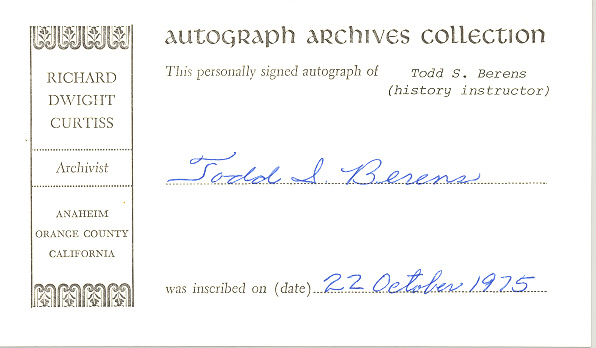 RICHARD
DWIGHT
CURTISS
Archivist
ANAHEIM
ORANGE COUNTY
CALIFORNIA
AUTOGRAPH ARCHIVES COLLECTION
This personally signed autograph of Todd S. Berens
(history instructor)
Todd S. Berens
was inscribed on (date) 22 October 1975